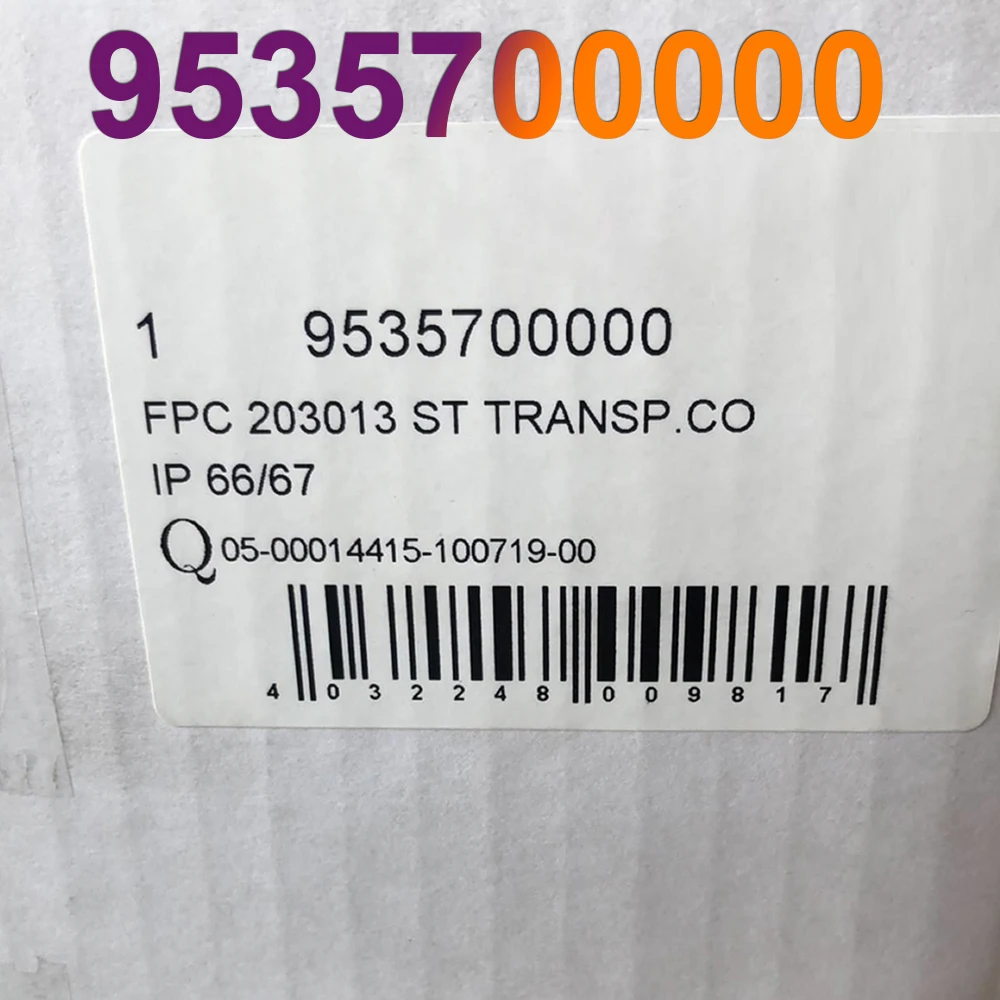 9535700000
1 9535700000
FPC 203013 ST TRANSP.CO
IP 66/67
Q 05-00014415-100719-00
4 032248 009817